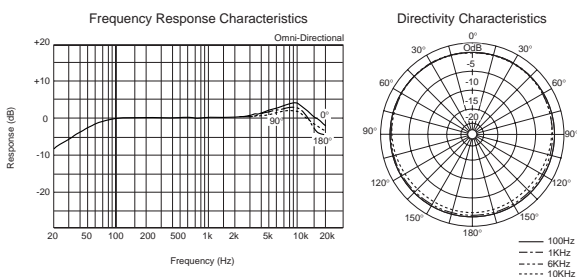 Frequency Response Characteristics
Omni-Directional
+20
+10
0
-10
-20
Response (dB)
0°
90°
180°
20 50 100 200 500 1k 2k 5k 10k 20k
Frequency (Hz)
Directivity Characteristics
0°
30° 30°
60° 60°
90° 90°
120° 120°
150° 150°
180°
OdB
-5
-10
-15
-20
100Hz
1KHz
6KHz
10KHz